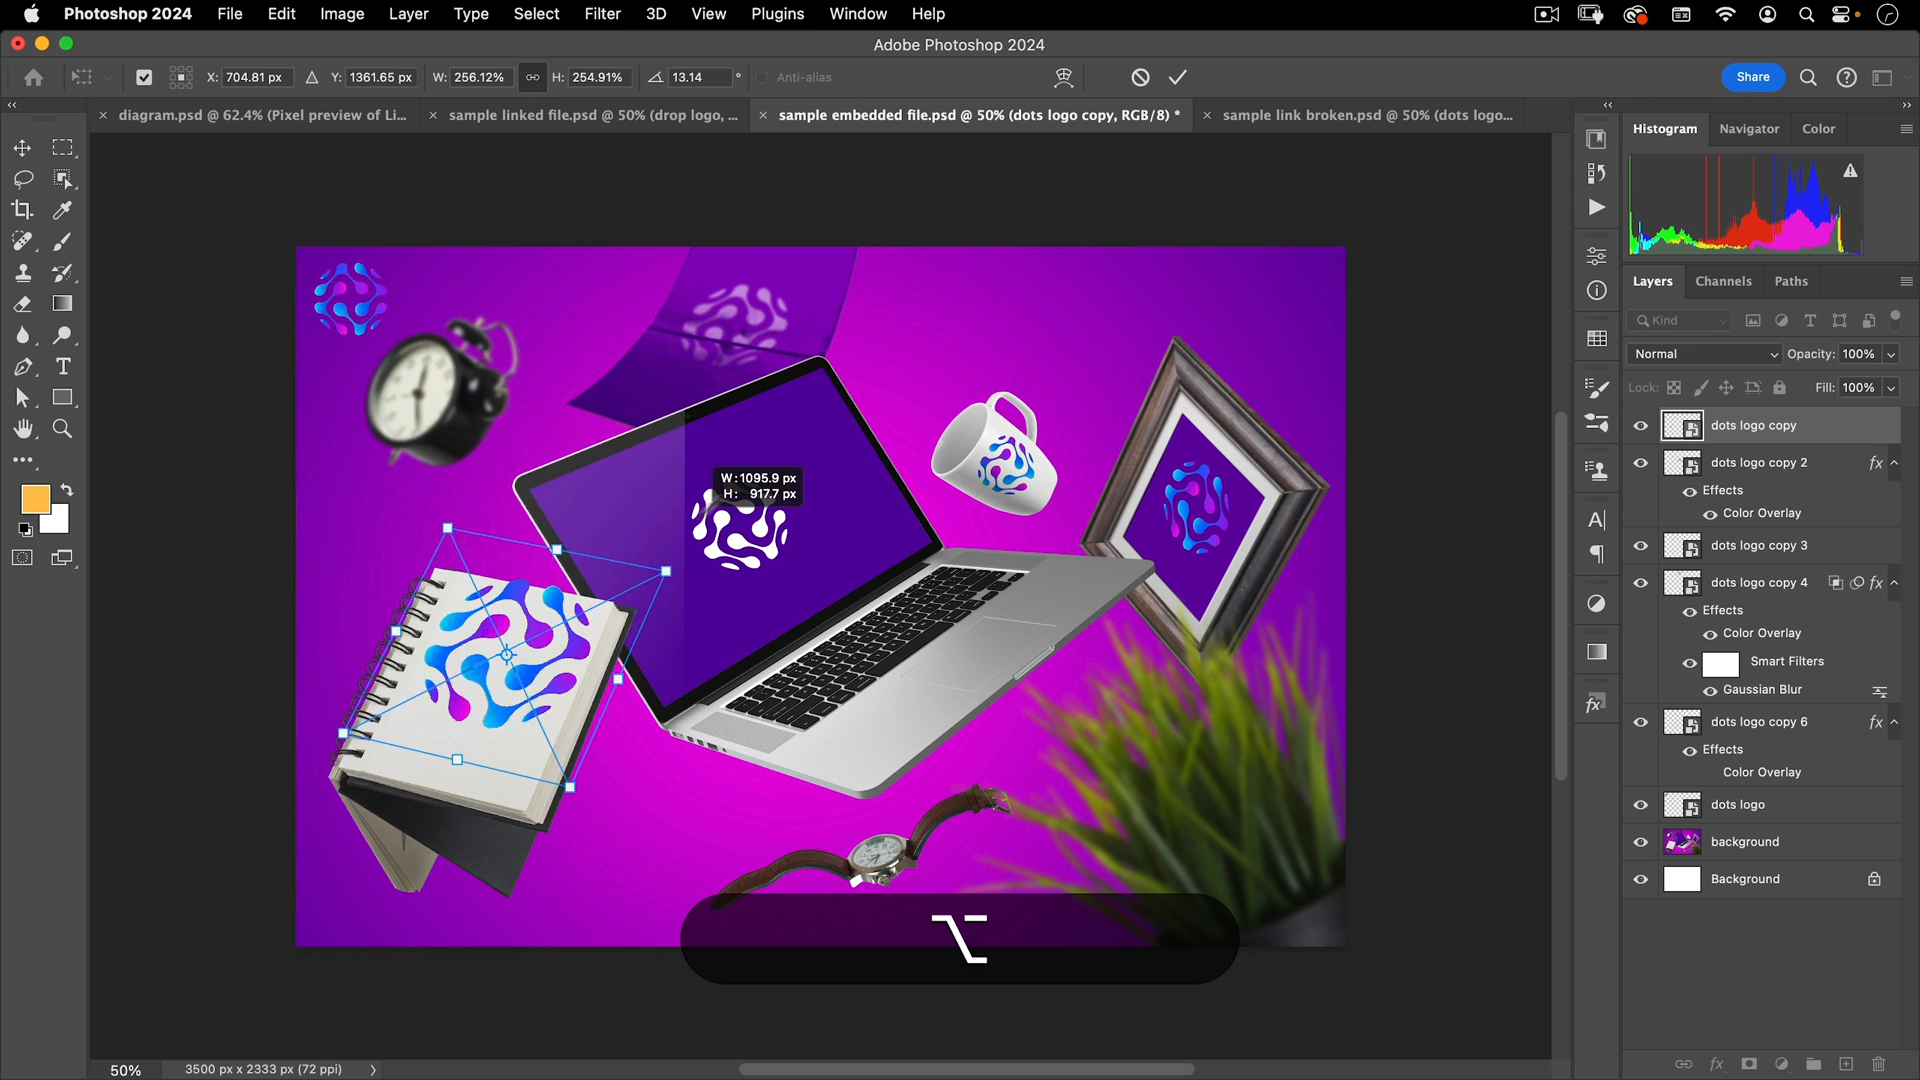 Photoshop 2024 File Edit Image Layer Type Select Filter 3D View Plugins Window Help
Adobe Photoshop 2024
X: 704.81 px Y: 1361.65 px W: 256.12% H: 254.91% 13.14 ° Anti-alias Share
diagram.psd @ 62.4% (Pixel preview of Li... sample linked file.psd @ 50% (drop logo, ... sample embedded file.psd @ 50% (dots logo copy, RGB/8) * sample link broken.psd @ 50% (dots logo...
Histogram Navigator Color
Layers Channels Paths
Kind
Normal Opacity: 100%
Lock: Fill: 100%
dots logo copy
dots logo copy 2 fx
Effects
Color Overlay
dots logo copy 3
dots logo copy 4 fx
Effects
Color Overlay
Smart Filters
Gaussian Blur
dots logo copy 6 fx
Effects
Color Overlay
dots logo
background
Background
W: 1095.9 px
H: 917.7 px
50% 3500 px x 2333 px (72 ppi)